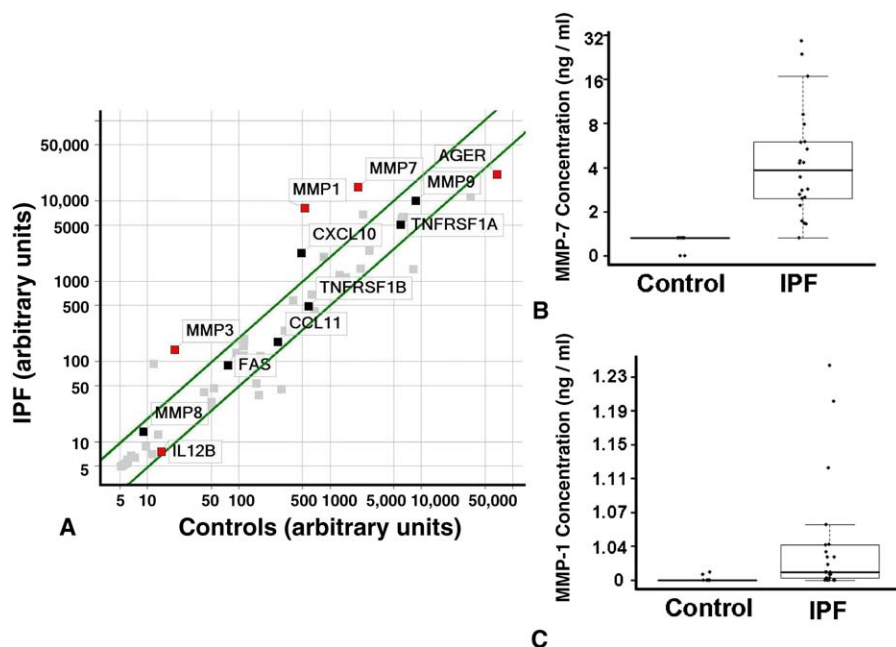 IPF (arbitrary units)
50,000
10,000
5000
1000
500
100
50
10
5
AGER
MMP7
MMP1
MMP9
CXCL10
TNFRSF1A
TNFRSF1B
MMP3
CCL11
FAS
MMP8
IL12B
5 10 50 100 500 1000 5,000 10,000 50,000
A Controls (arbitrary units)
MMP-7 Concentration (ng / ml)
32
16
8
4
2
0
Control IPF
B
MMP-1 Concentration (ng / ml)
1.23
1.19
1.15
1.11
1.07
1.04
0
Control IPF
C